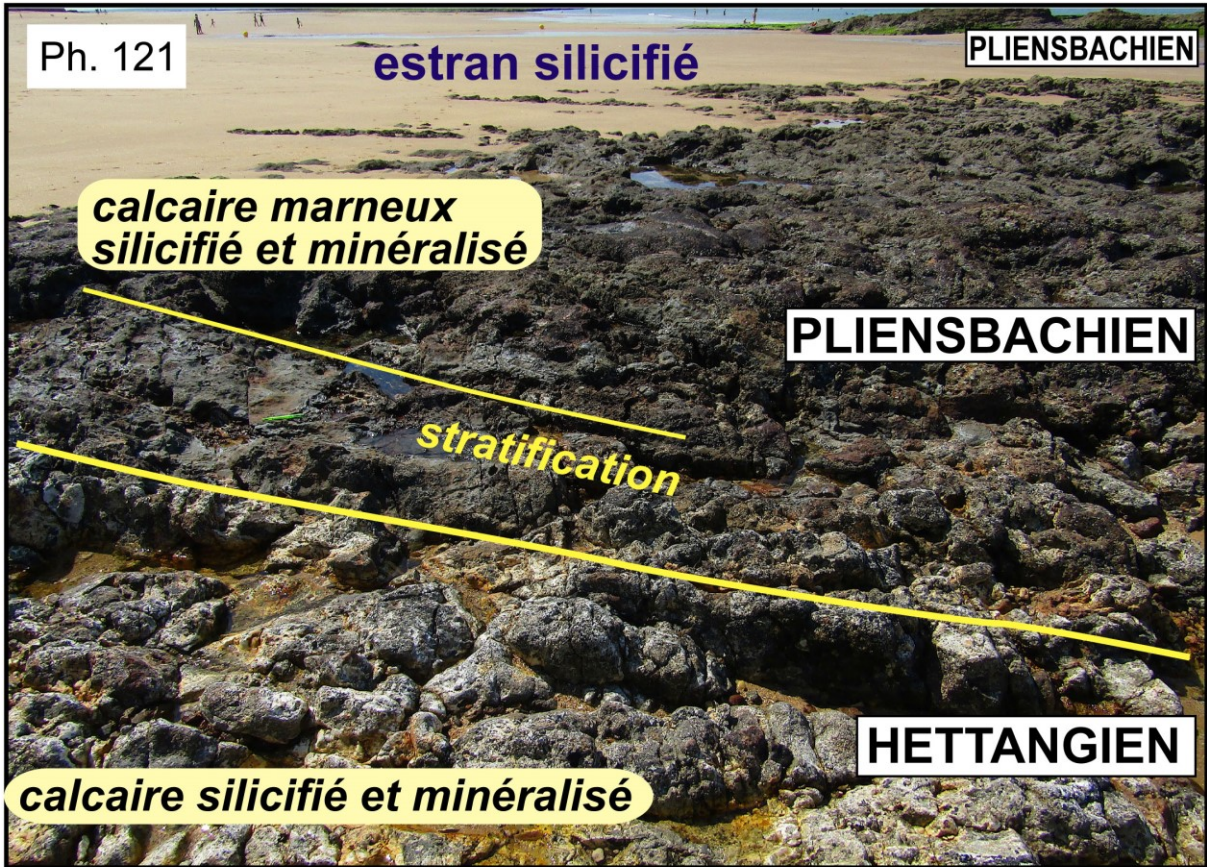 Ph. 121
estran silicifié
PLIENSBACHIEN
calcaire marneux
silicifié et minéralisé
PLIENSBACHIEN
stratification
HETTANGIEN
calcaire silicifié et minéralisé